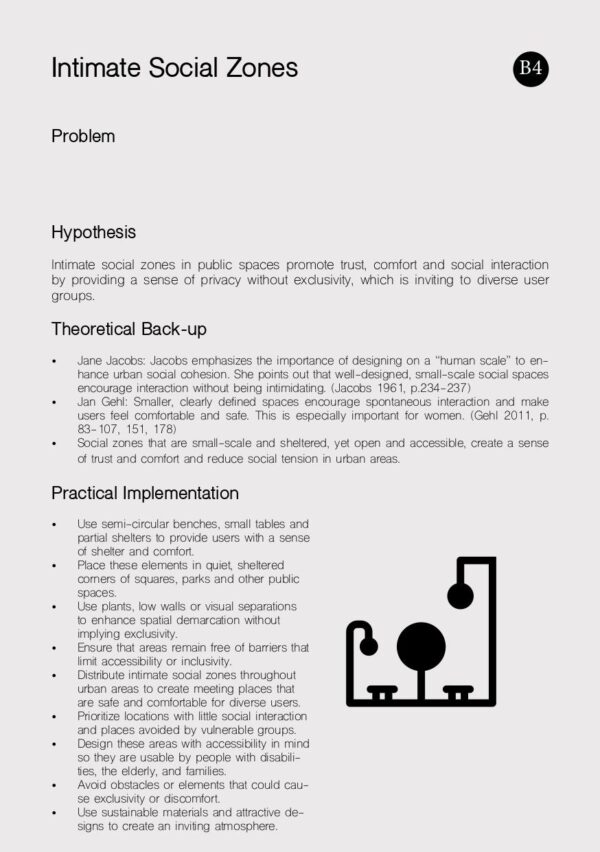 Intimate Social Zones
B4
Problem
Hypothesis
Intimate social zones in public spaces promote trust, comfort and social interaction
by providing a sense of privacy without exclusivity, which is inviting to diverse user
groups.
Theoretical Back-up
• Jane Jacobs: Jacobs emphasizes the importance of designing on a "human scale" to en-
hance urban social cohesion. She points out that well-designed, small-scale social spaces
encourage interaction without being intimidating. (Jacobs 1961, p.234-237)
• Jan Gehl: Smaller, clearly defined spaces encourage spontaneous interaction and make
users feel comfortable and safe. This is especially important for women. (Gehl 2011, p.
83-107, 151, 178)
• Social zones that are small-scale and sheltered, yet open and accessible, create a sense
of trust and comfort and reduce social tension in urban areas.
Practical Implementation
• Use semi-circular benches, small tables and
partial shelters to provide users with a sense
of shelter and comfort.
• Place these elements in quiet, sheltered
corners of squares, parks and other public
spaces.
• Use plants, low walls or visual separations
to enhance spatial demarcation without
implying exclusivity.
• Ensure that areas remain free of barriers that
limit accessibility or inclusivity.
• Distribute intimate social zones throughout
urban areas to create meeting places that
are safe and comfortable for diverse users.
• Prioritize locations with little social interaction
and places avoided by vulnerable groups.
• Design these areas with accessibility in mind
so they are usable by people with disabili-
ties, the elderly, and families.
• Avoid obstacles or elements that could cau-
se exclusivity or discomfort.
• Use sustainable materials and attractive de-
signs to create an inviting atmosphere.